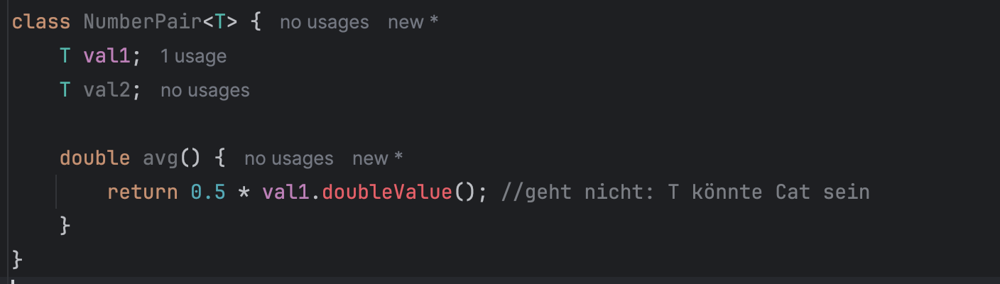 class NumberPair<T> { no usages new *
T val1; 1 usage
T val2; no usages
double avg() { no usages new *
return 0.5 * val1.doubleValue(); //geht nicht: T könnte Cat sein
}
}